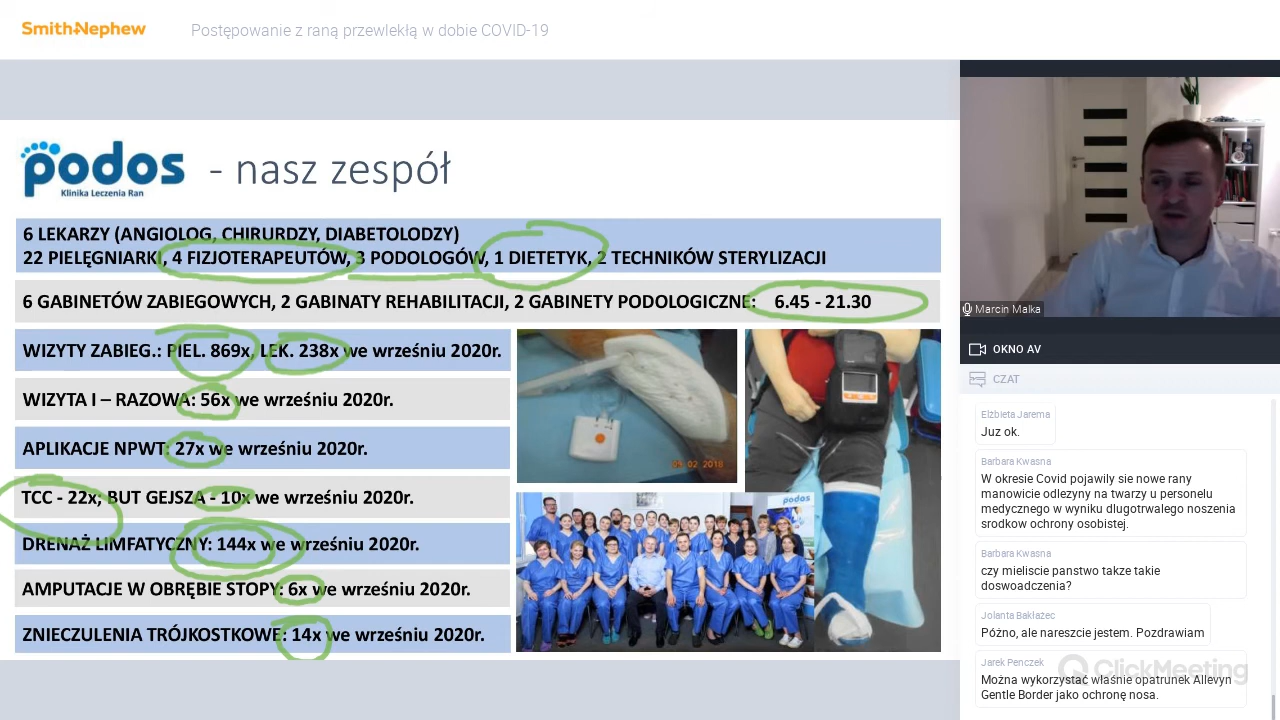 Smith+Nephew
Postępowanie z raną przewlekłą w dobie COVID-19
podos
Klinika Leczenia Ran
- nasz zespół
6 LEKARZY (ANGIOLOG, CHIRURDZY, DIABETOLODZY)
22 PIELĘGNIARKI, 4 FIZJOTERAPEUTÓW, 3 PODOLOGÓW, 1 DIETETYK, 2 TECHNIKÓW STERYLIZACJI
6 GABINETÓW ZABIEGOWYCH, 2 GABINATY REHABILITACJI, 2 GABINETY PODOLOGICZNE: 6.45 - 21.30
WIZYTY ZABIEG.: PIEL. 869x, LEK. 238x we wrześniu 2020r.
WIZYTA I – RAZOWA: 56x we wrześniu 2020r.
APLIKACJE NPWT: 27x we wrześniu 2020r.
TCC - 22x, BUT GEJSZA - 10x we wrześniu 2020r.
DRENAŻ LIMFATYCZNY: 144x we wrześniu 2020r.
AMPUTACJE W OBRĘBIE STOPY: 6x we wrześniu 2020r.
ZNIECZULENIA TRÓJKOSTKOWE: 14x we wrześniu 2020r.
02 2018
podos
Marcin Malka
OKNO AV
CZAT
Elżbieta Jarema
Juz ok.
Barbara Kwasna
W okresie Covid pojawily sie nowe rany
manowicie odlezyny na twarzy u personelu
medycznego w wyniku dlugotrwalego noszenia
srodkow ochrony osobistej.
Barbara Kwasna
czy mieliscie panstwo takze takie
doswoadczenia?
Jolanta Bakłażec
Późno, ale nareszcie jestem. Pozdrawiam
Jarek Penczek
Można wykorzystać właśnie opatrunek Allevyn
Gentle Border jako ochronę nosa.
ClickMeeting